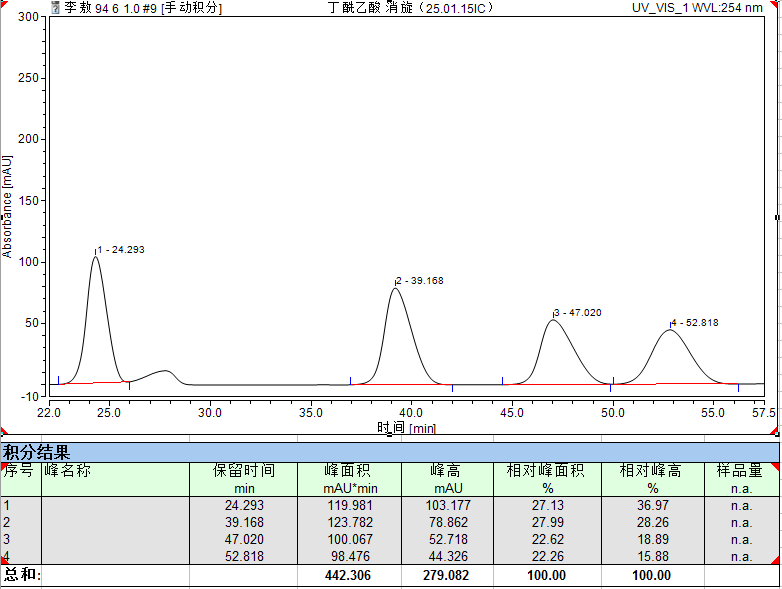 李敖 94 6 1.0 #9 [手动积分] 丁酰乙酸 消旋（25.01.15IC） UV_VIS_1 WVL:254 nm
Absorbance [mAU]
300
250
200
150
100
50
-10
1 - 24.293
2 - 39.168
3 - 47.020
4 - 52.818
22.0 25.0 30.0 35.0 40.0 45.0 50.0 55.0 57.5
时间 [min]
积分结果
序号 峰名称 保留时间 峰面积 峰高 相对峰面积 相对峰高 样品量
min mAU*min mAU % % n.a.
1 24.293 119.981 103.177 27.13 36.97 n.a.
2 39.168 123.782 78.862 27.99 28.26 n.a.
3 47.020 100.067 52.718 22.62 18.89 n.a.
4 52.818 98.476 44.326 22.26 15.88 n.a.
总和: 442.306 279.082 100.00 100.00